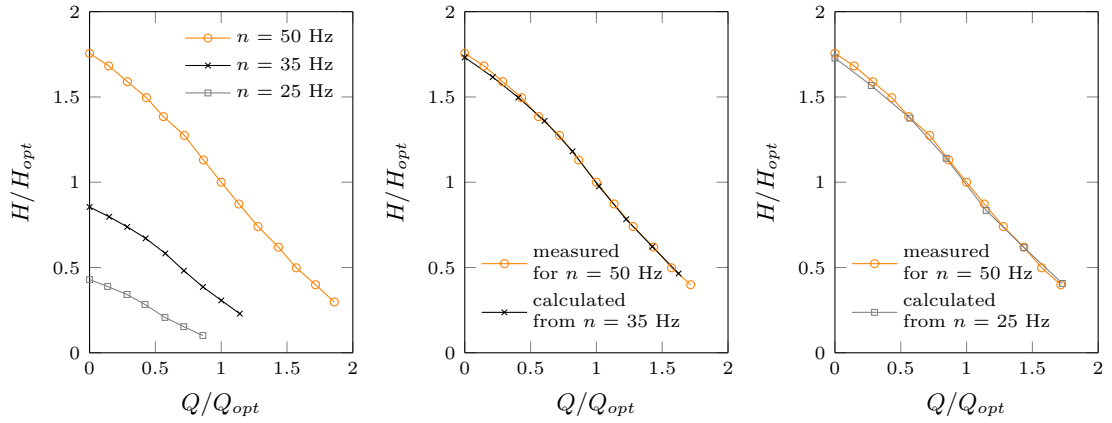 2
1.5
1
0.5
0
0 0.5 1 1.5 2
H/H_opt
Q/Q_opt
n = 50 Hz
n = 35 Hz
n = 25 Hz
2
1.5
1
0.5
0
0 0.5 1 1.5 2
H/H_opt
Q/Q_opt
measured
for n = 50 Hz
calculated
from n = 35 Hz
2
1.5
1
0.5
0
0 0.5 1 1.5 2
H/H_opt
Q/Q_opt
measured
for n = 50 Hz
calculated
from n = 25 Hz